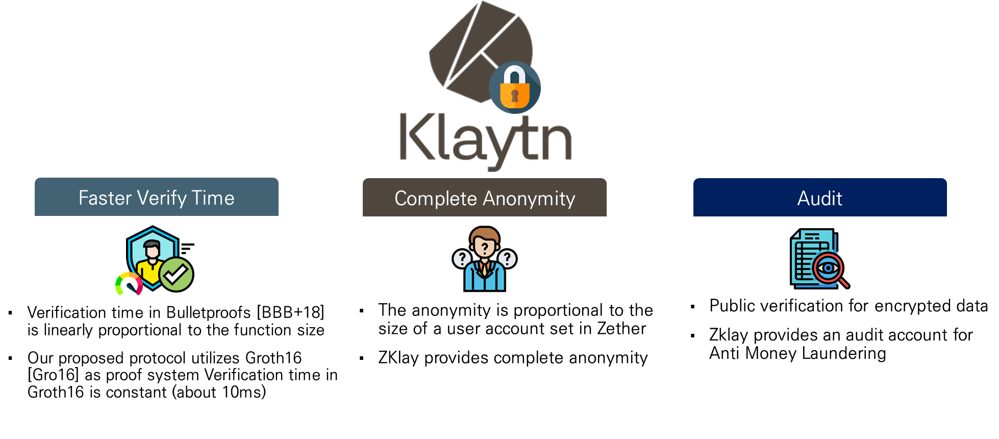 Klaytn
Faster Verify Time
▪ Verification time in Bulletproofs [BBB+18]
is linearly proportional to the function size
▪ Our proposed protocol utilizes Groth16
[Gro16] as proof system Verification time in
Groth16 is constant (about 10ms)
Complete Anonymity
? ? ?
▪ The anonymity is proportional to the
size of a user account set in Zether
▪ ZKlay provides complete anonymity
Audit
▪ Public verification for encrypted data
▪ Zklay provides an audit account for
Anti Money Laundering